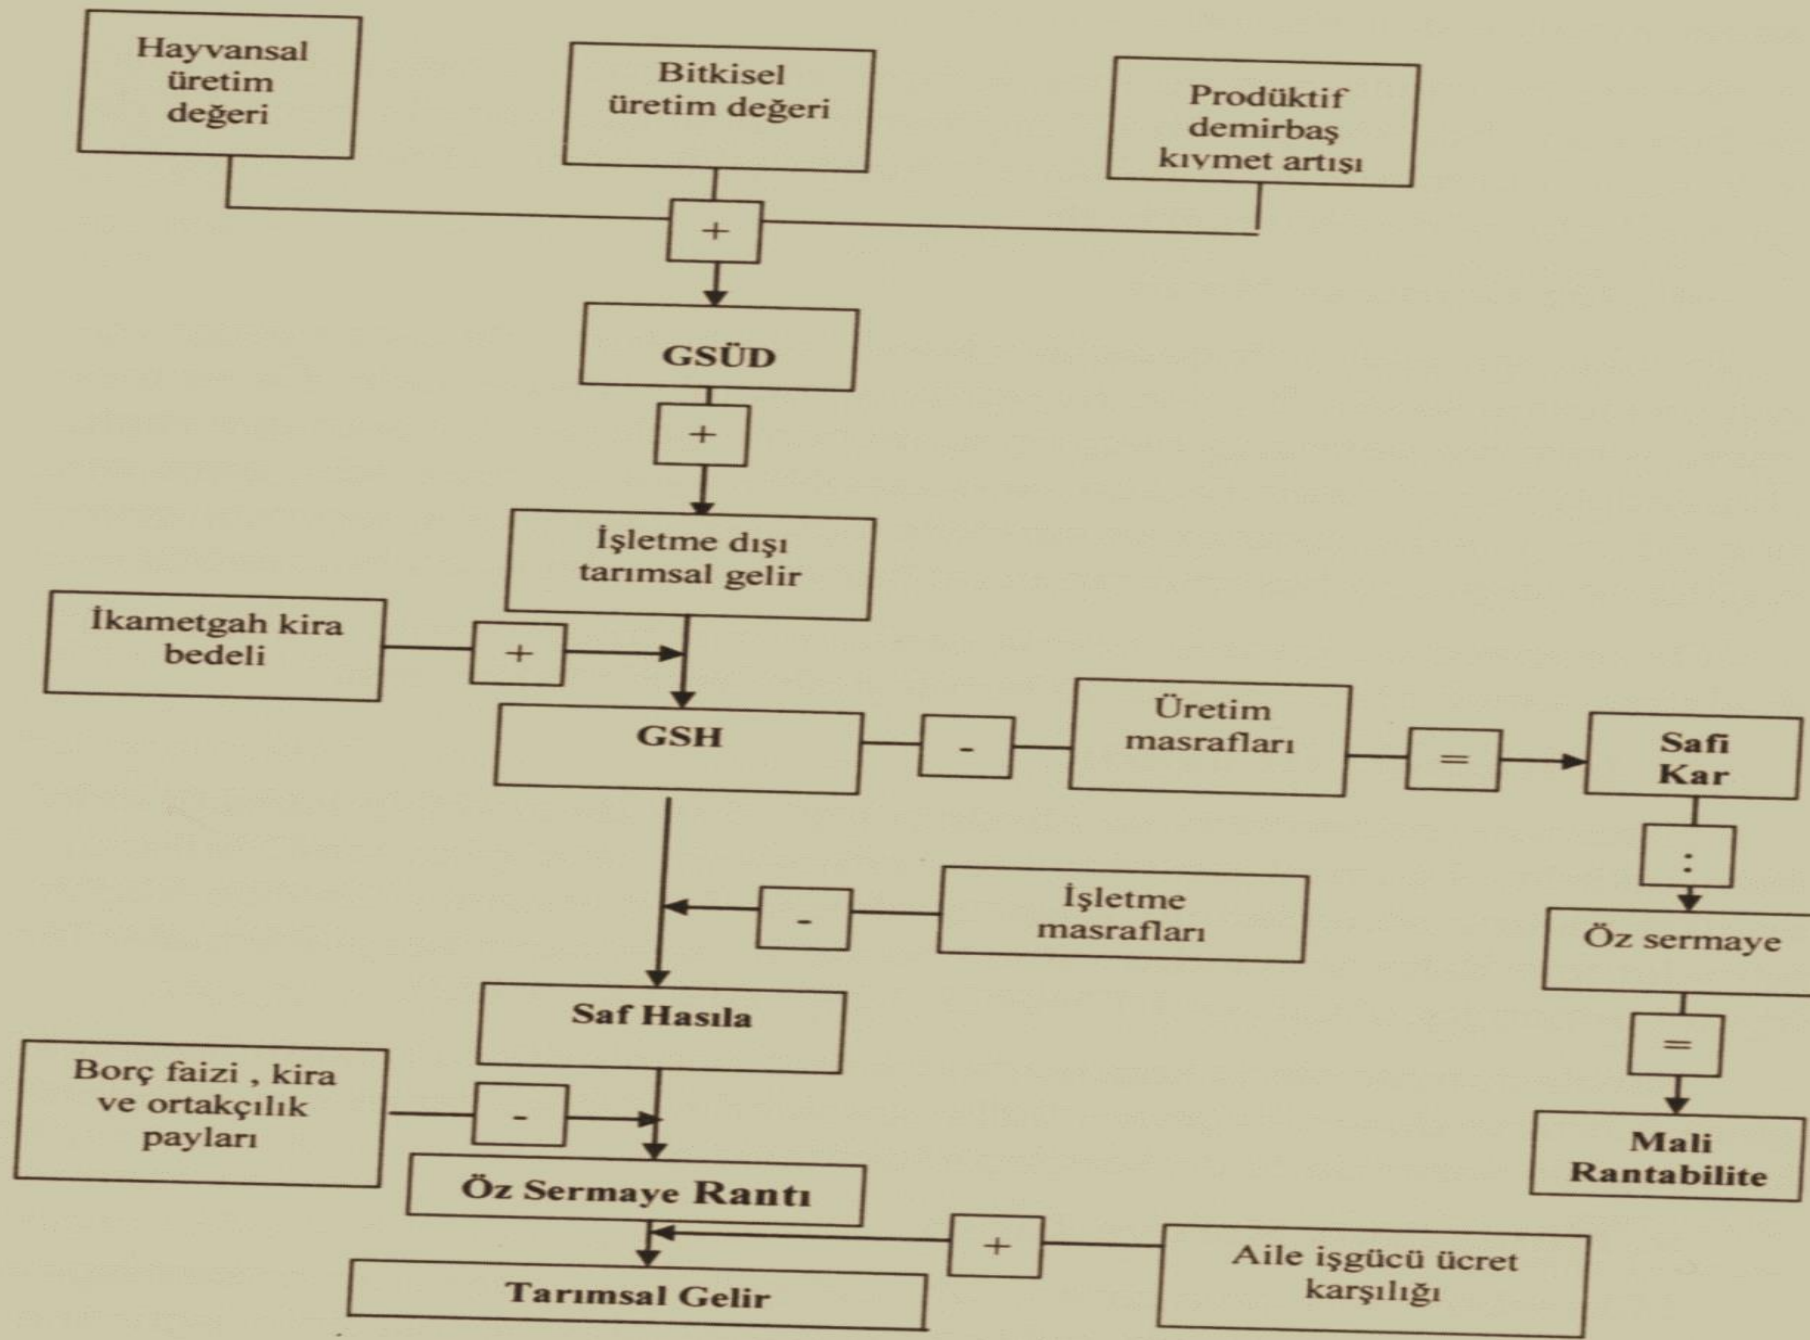 Hayvansal
üretim
değeri
Bitkisel
üretim değeri
Prodüktif
demirbaş
kıymet artışı
+
GSÜD
+
İşletme dışı
tarımsal gelir
İkametgah kira
bedeli
+
GSH
-
Üretim
masrafları
=
Safi
Kar
:
İşletme
masrafları
-
Öz sermaye
Saf Hasıla
=
Borç faizi , kira
ve ortakçılık
payları
-
Mali
Rantabilite
Öz Sermaye Rantı
+
Aile işgücü ücret
karşılığı
Tarımsal Gelir